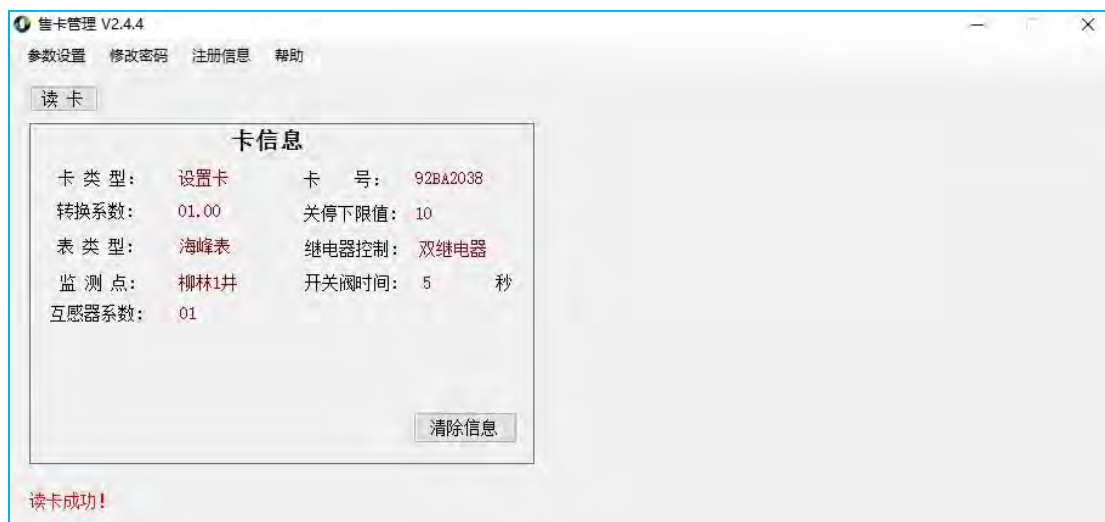 售卡管理 V2.4.4
参数设置 修改密码 注册信息 帮助
读 卡
卡信息
卡 类 型： 设置卡 卡 号： 92BA2038
转换系数： 01.00 关停下限值： 10
表 类 型： 海峰表 继电器控制： 双继电器
监 测 点： 柳林1井 开关阀时间： 5 秒
互感器系数： 01
清除信息
读卡成功！